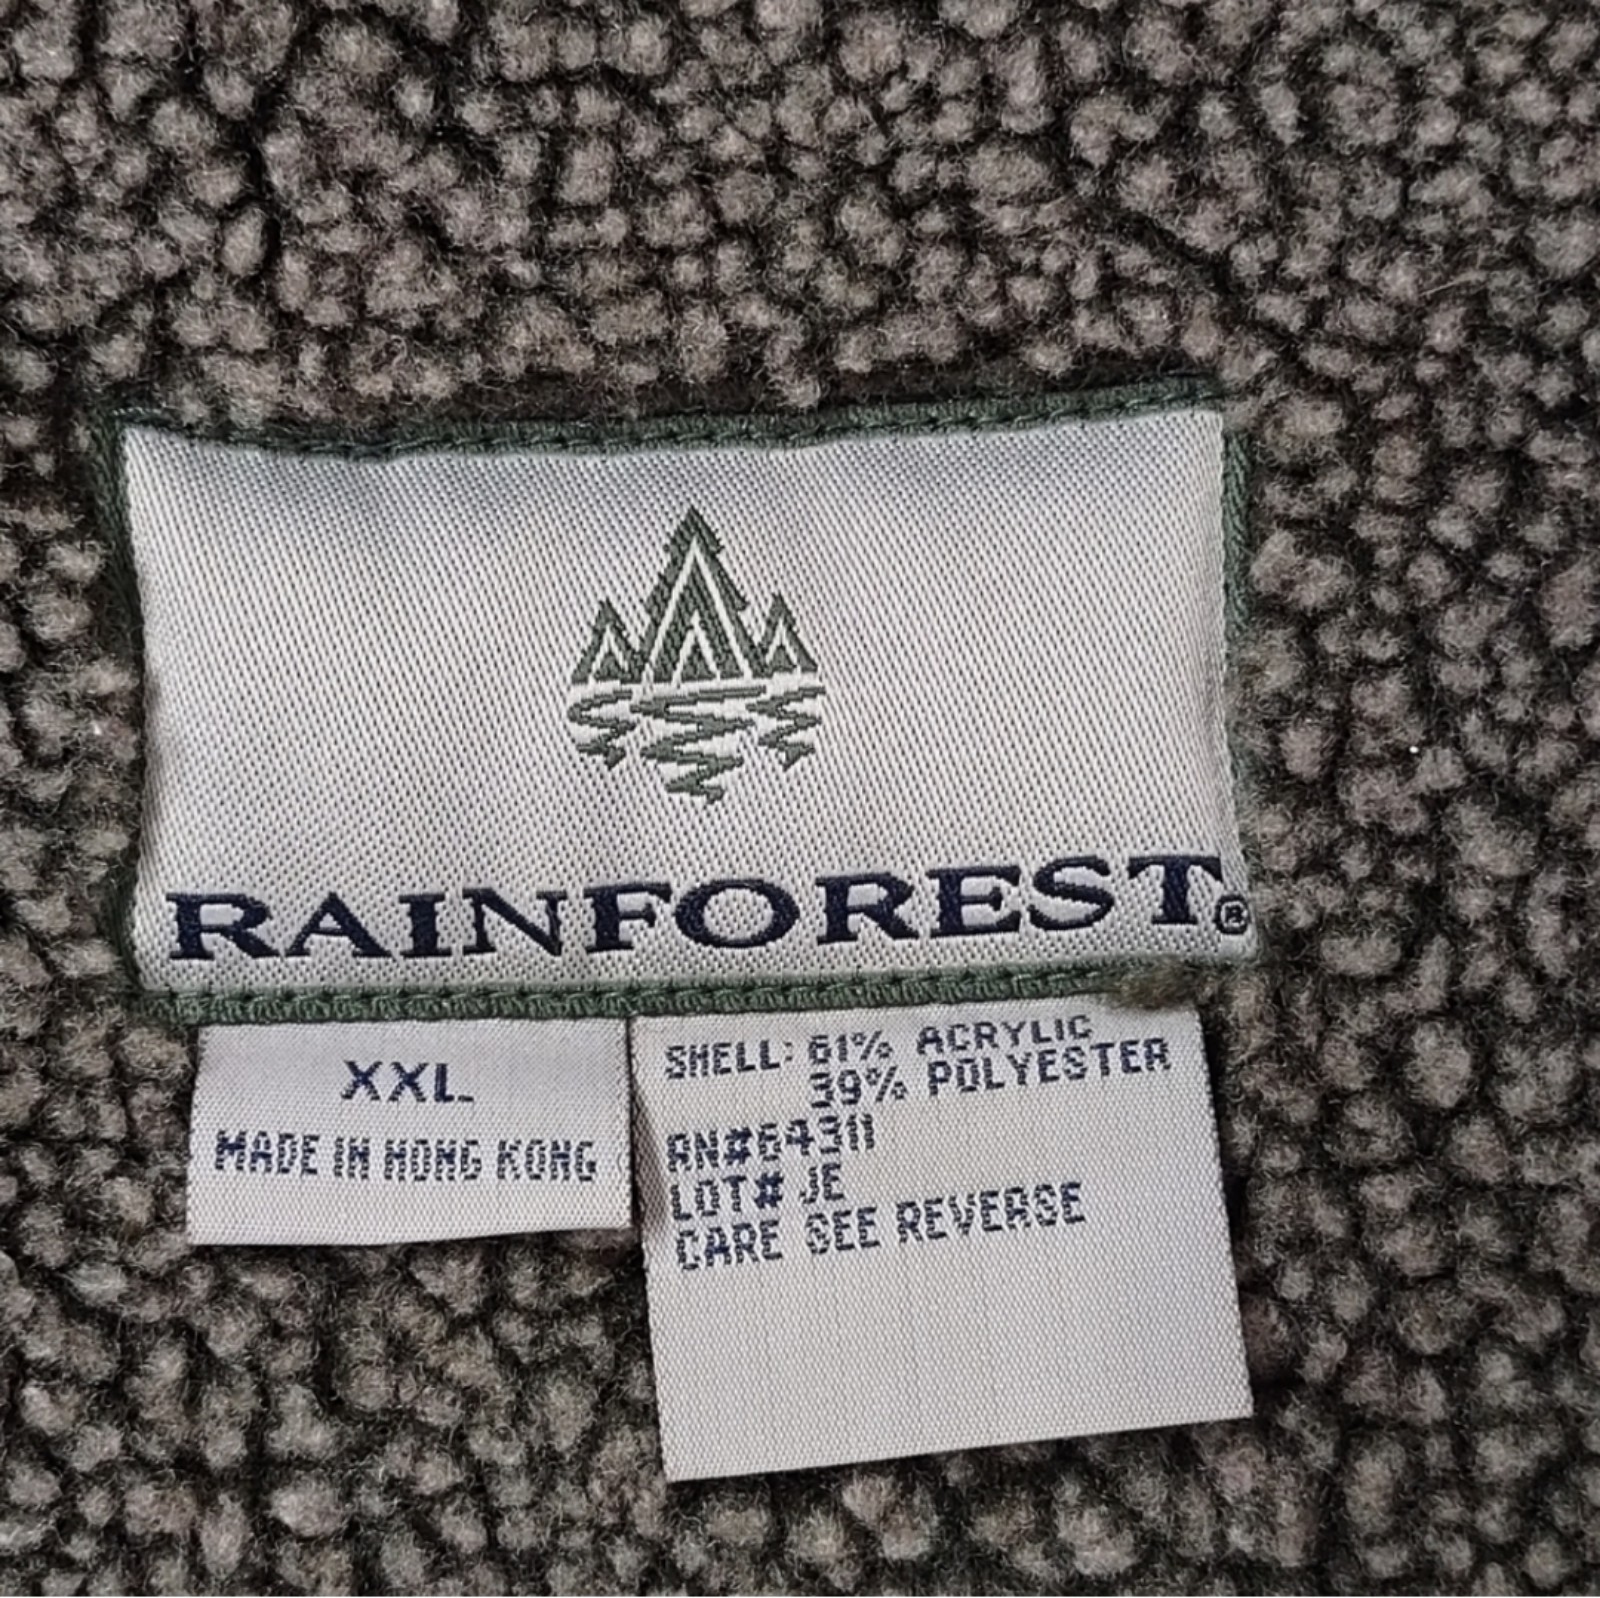 RAINFOREST®
XXL
MADE IN HONG KONG
SHELL: 61% ACRYLIC
39% POLYESTER
RN#64311
LOT# JE
CARE SEE REVERSE